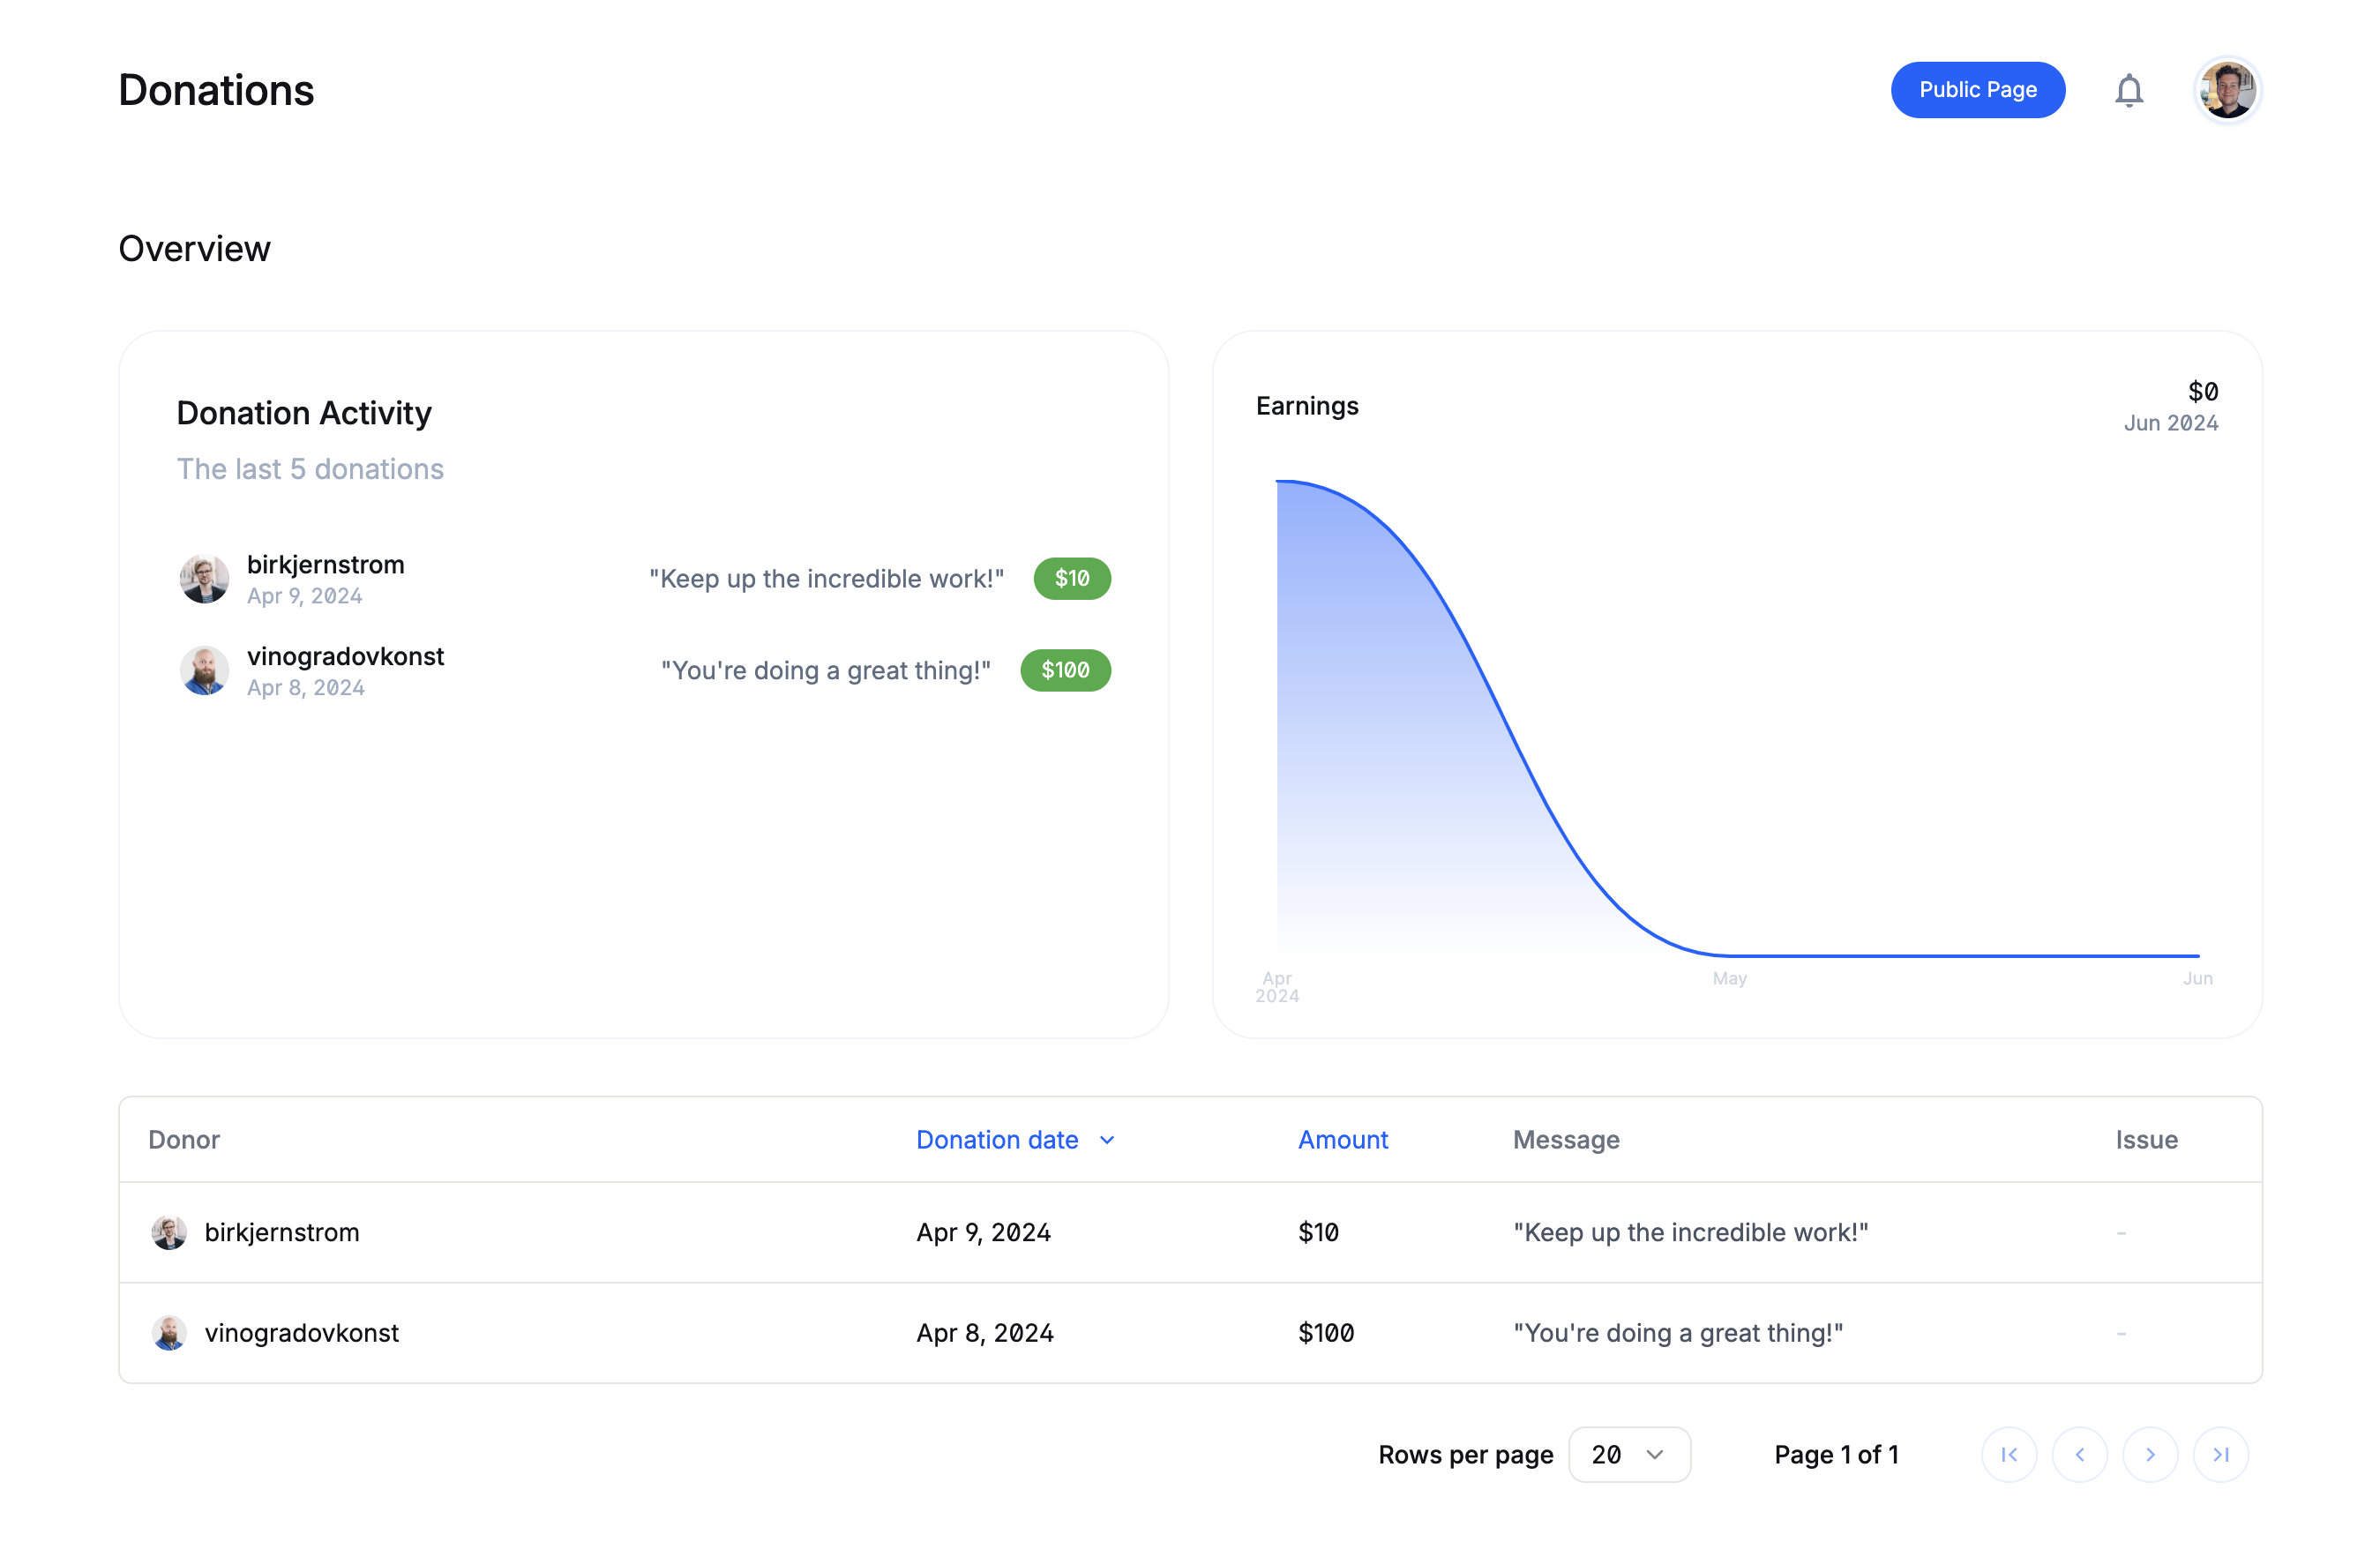 Donations
Public Page
Overview
Donation Activity
The last 5 donations
birkjernstrom
Apr 9, 2024
"Keep up the incredible work!"
$10
vinogradovkonst
Apr 8, 2024
"You're doing a great thing!"
$100
Earnings
$0
Jun 2024
Apr
2024
May
Jun
Donor Donation date Amount Message Issue
birkjernstrom Apr 9, 2024 $10 "Keep up the incredible work!" -
vinogradovkonst Apr 8, 2024 $100 "You're doing a great thing!" -
Rows per page 20 Page 1 of 1